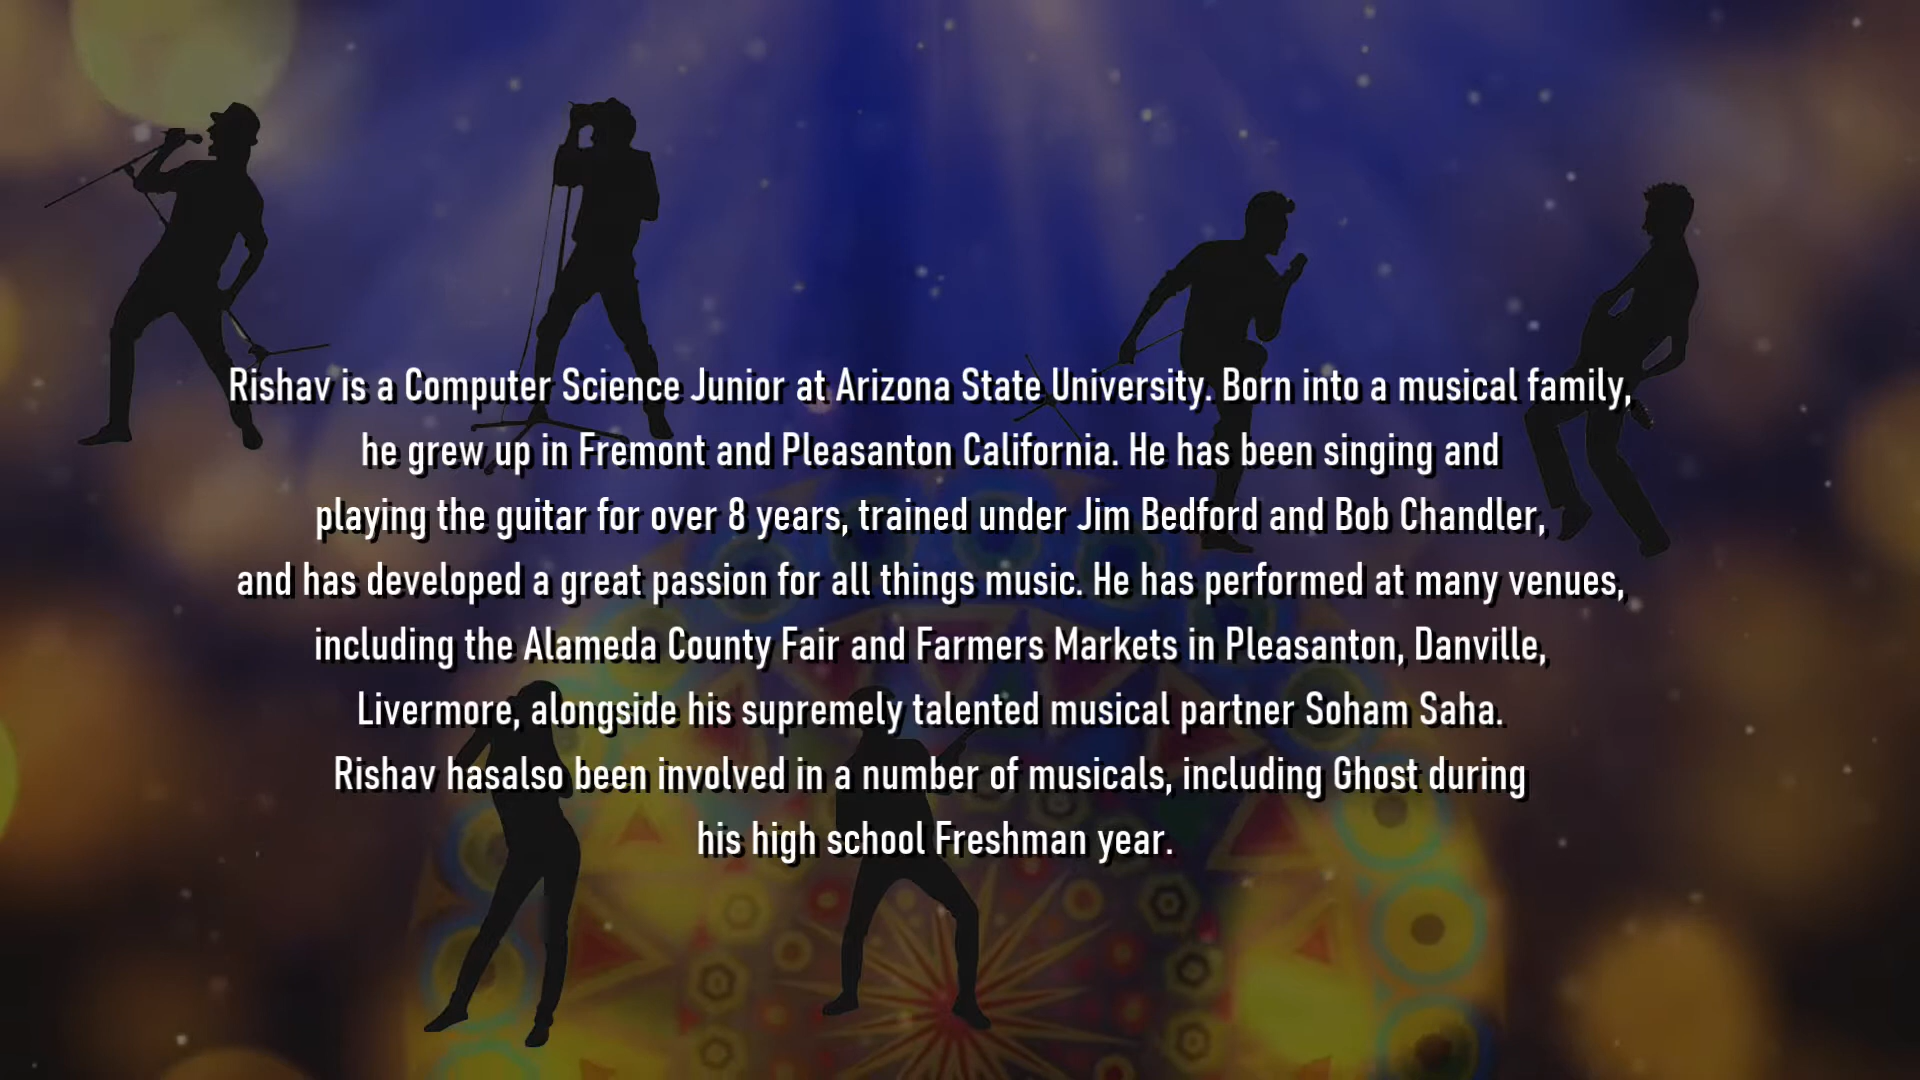 Rishav is a Computer Science Junior at Arizona State University. Born into a musical family,
he grew up in Fremont and Pleasanton California. He has been singing and
playing the guitar for over 8 years, trained under Jim Bedford and Bob Chandler,
and has developed a great passion for all things music. He has performed at many venues,
including the Alameda County Fair and Farmers Markets in Pleasanton, Danville,
Livermore, alongside his supremely talented musical partner Soham Saha.
Rishav hasalso been involved in a number of musicals, including Ghost during
his high school Freshman year.